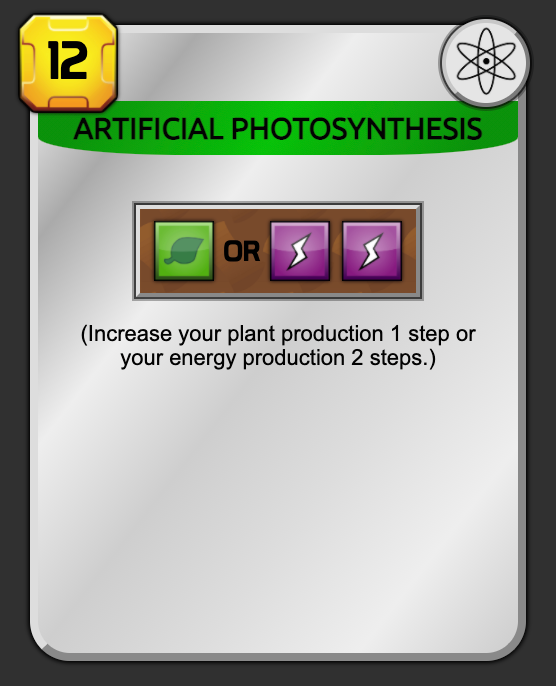 12
ARTIFICIAL PHOTOSYNTHESIS
OR
(Increase your plant production 1 step or
your energy production 2 steps.)